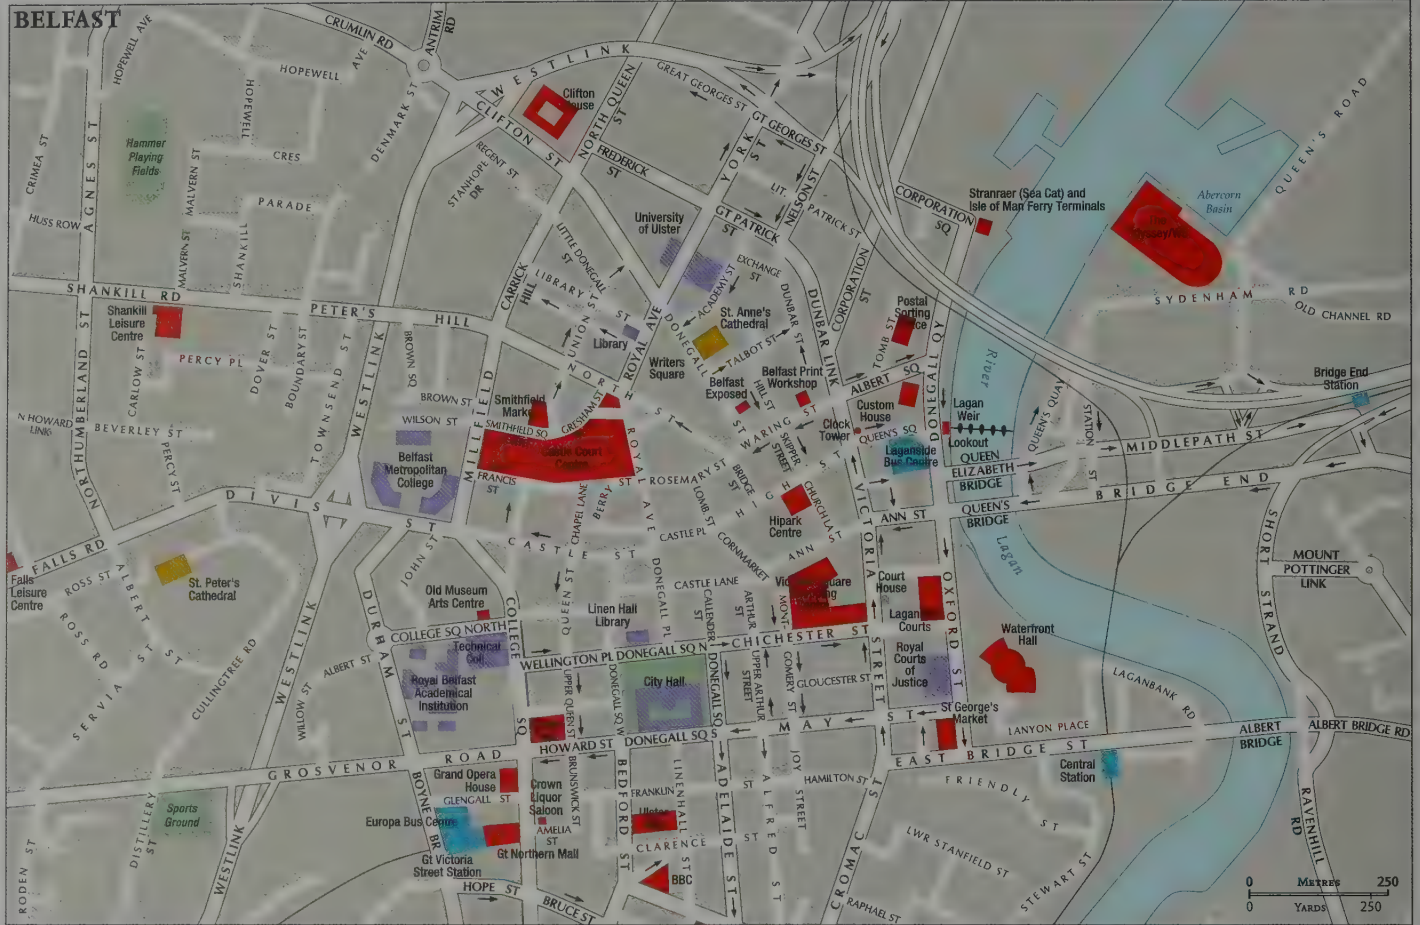 BELFAST
HOPEWELL AVE
CRUMLIN RD
ANTRIM
RD
WESTLINK
HOPEWELL
AVE
HOPEWELL
CRES
DENMARK ST
Clifton
CLIFTON ST
NORTH QUEEN
ST
GREAT GEORGES ST
GT GEORGES ST
YORK
ST
QUEEN'S ROAD
CRIMEA ST
AGNES ST
Hammer
Playing
Fields
MALVERN ST
PARADE
REGENT ST
STANHOPE
DR
FREDERICK
ST
LIT.
PATRICK ST
NELSON ST
CORPORATION
SQ
Stranraer (Sea Cat) and
Isle of Man Ferry Terminals
Abercorn
Basin
The
HUSS ROW
MALVERN ST
SHANKILL
University
of Ulster
GT PATRICK
ST
LITTLE DONEGALL
ST
LIBRARY
ST
EXCHANGE
ST
ACADEMY ST
DUNBAR ST
DUNBAR LINK
CORPORATION
ST
SHANKILL RD
PETER'S
HILL
CARRICK
HILL
SYDENHAM RD
OLD CHANNEL RD
Shankill
Leisure
Centre
PERCY PL
CARLOW ST
DOVER ST
BOUNDARY ST
TOWNSEND ST
WESTLINK
BROWN SQ
UNION ST
Library
ROYAL AVE
DONEGALL
ST
St. Anne's
Cathedral
TALBOT ST
Writers
Square
Belfast
Exposed
HILL ST
Belfast Print
Workshop
Postal
Sorting
TOMB ST
ALBERT SQ
DONEGALL QY
River
Bridge End
Station
NORTHUMBERLAND ST
N HOWARD
LINK
BEVERLEY ST
PERCY ST
BROWN ST
WILSON ST
MILLFIELD
Smithfield
SMITHFIELD SQ
GRESHAM ST
NORTH
ST
Castle Court
FRANCIS
ST
Belfast
Metropolitan
College
WARING ST
SKIPPER
STREET
Clock
Tower
Custom
House
QUEEN'S SQ
Laganside
Bus Centre
Lagan
Weir
Lookout
QUEEN
ELIZABETH
BRIDGE
QUEEN'S QUAY
STATION
ST
MIDDLEPATH ST
BRIDGE END
ROYAL AVE
ROSEMARY ST
BERRY ST
CHAPEL LANE
LOMB. ST
BRIDGE
ST
HIGH ST
CHURCH LA
Hipark
Centre
ANN ST
VICTORIA STREET
ANN ST
QUEEN'S
BRIDGE
Lagan
SHORT STRAND
MOUNT
POTTINGER
LINK
DIVIS ST
FALLS RD
Falls
Leisure
Centre
ROSS ST
ROSS RD
ALBERT ST
St. Peter's
Cathedral
SERVIA ST
CULLINGTREE RD
WESTLINK
JOHN ST
DURHAM ST
CASTLE ST
CASTLE PL
CORNMARKET
CASTLE LANE
DONEGALL PL
CALLENDER
ST
ARTHUR
ST
Old Museum
Arts Centre
COLLEGE SQ NORTH
COLLEGE
SQ
QUEEN ST
Linen Hall
Library
MONT-
GOMERY ST
CHICHESTER ST
Court
House
Courts
OXFORD ST
Waterfront
Hall
Technical
ALBERT ST
WILLOW ST
Royal Belfast
Academical
Institution
WELLINGTON PL
DONEGALL SQ N
DONEGALL SQ W
DONEGALL SQ
City Hall
UPPER QUEEN ST
UPPER ARTHUR
STREET
GLOUCESTER ST
Royal
Courts
of
Justice
St George's
Market
MAY ST
LAGANBANK RD
LANYON PLACE
ALBERT
BRIDGE
ALBERT BRIDGE RD
GROSVENOR ROAD
HOWARD ST
DONEGALL SQ S
EAST BRIDGE ST
Central
Station
DISTILLERY
ST
RODEN ST
Sports
Ground
WESTLINK
BOYNE
BR
Grand Opera
House
GLENGALL ST
Europa Bus Centre
Gt Victoria
Street Station
Gt Northern Mall
Crown
Liquor
Saloon
AMELIA
ST
BRUNSWICK ST
BEDFORD ST
FRANKLIN
ST
LINENHALL ST
CLARENCE ST
BBC
ADELAIDE ST
ALFRED ST
JOY
STREET
HAMILTON ST
CROMAC ST
RAPHAEL ST
FRIENDLY ST
LWR STANFIELD ST
STEWART ST
RAVENHILL
RD
HOPE ST
BRUCE ST
0 METRES 250
0 YARDS 250